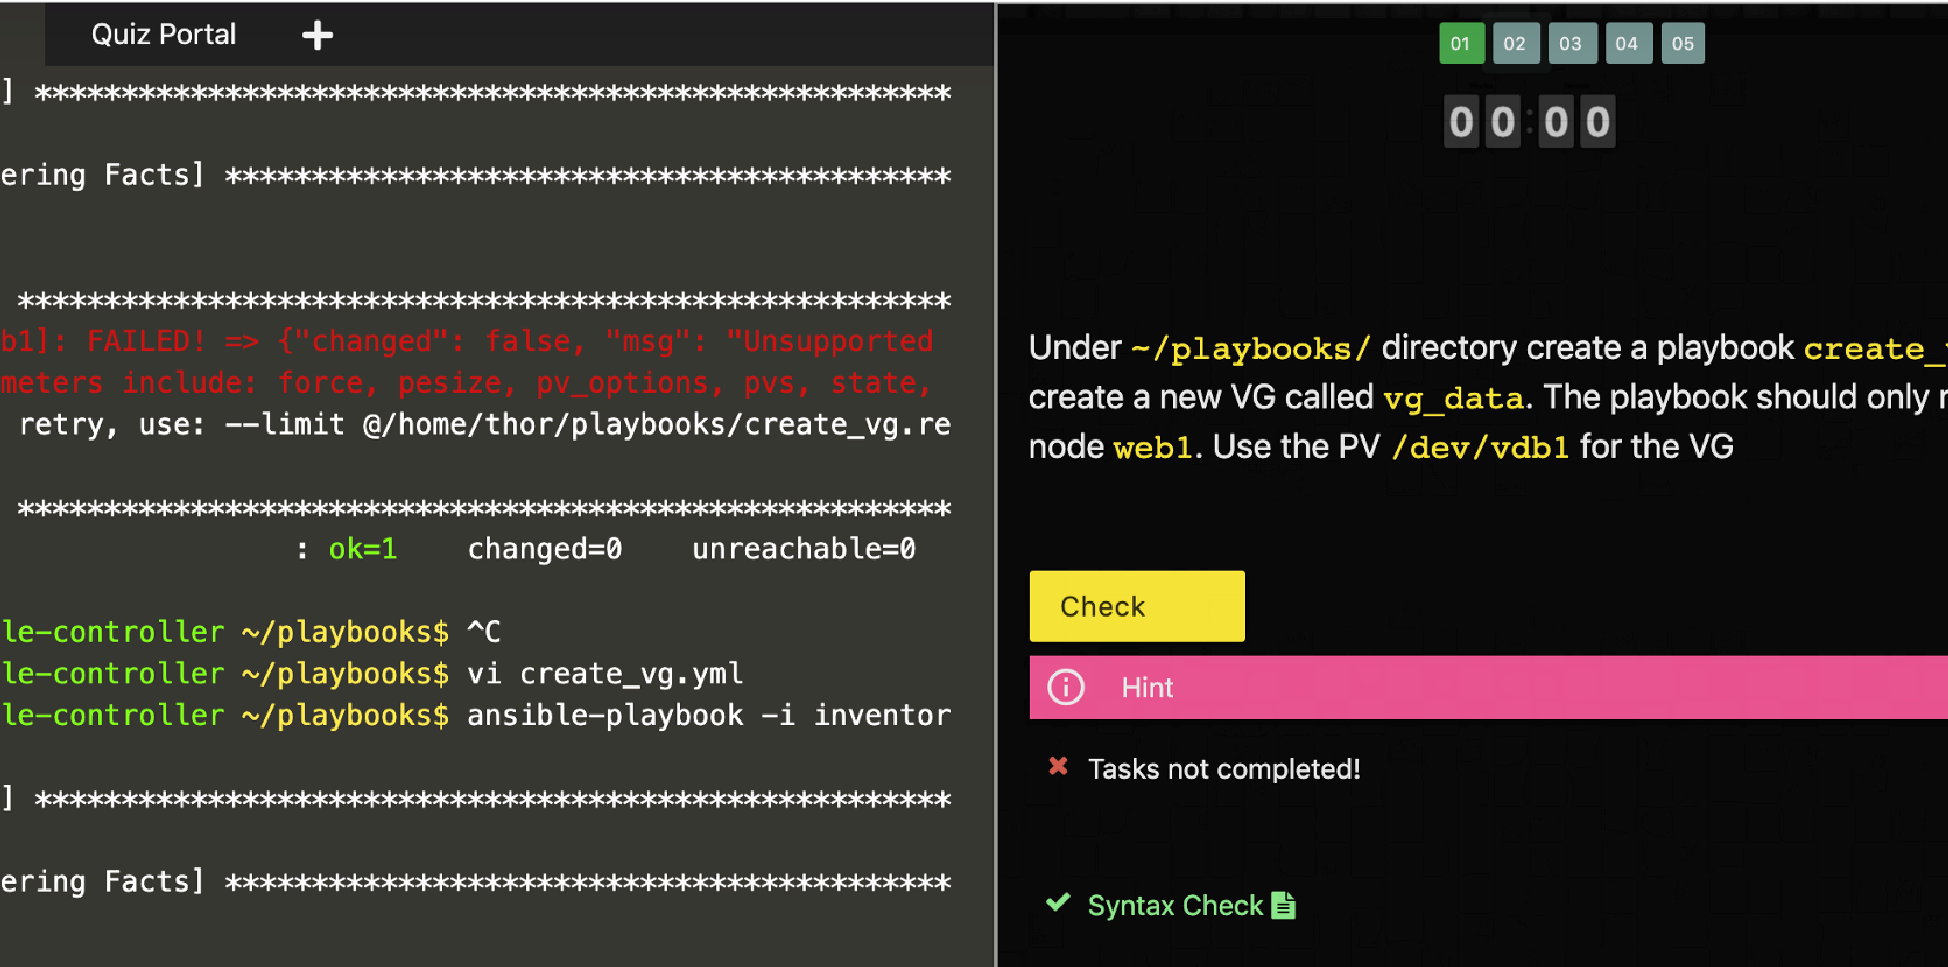 Quiz Portal +
] *****************************************************
ering Facts] ******************************************
******************************************************
b1]: FAILED! => {"changed": false, "msg": "Unsupported
meters include: force, pesize, pv_options, pvs, state,
retry, use: --limit @/home/thor/playbooks/create_vg.re
******************************************************
: ok=1 changed=0 unreachable=0
le-controller ~/playbooks$ ^C
le-controller ~/playbooks$ vi create_vg.yml
le-controller ~/playbooks$ ansible-playbook -i inventor
] *****************************************************
ering Facts] ******************************************
01 02 03 04 05
00:00
Under ~/playbooks/ directory create a playbook create_
create a new VG called vg_data. The playbook should only
node web1. Use the PV /dev/vdb1 for the VG
Check
Hint
Tasks not completed!
Syntax Check